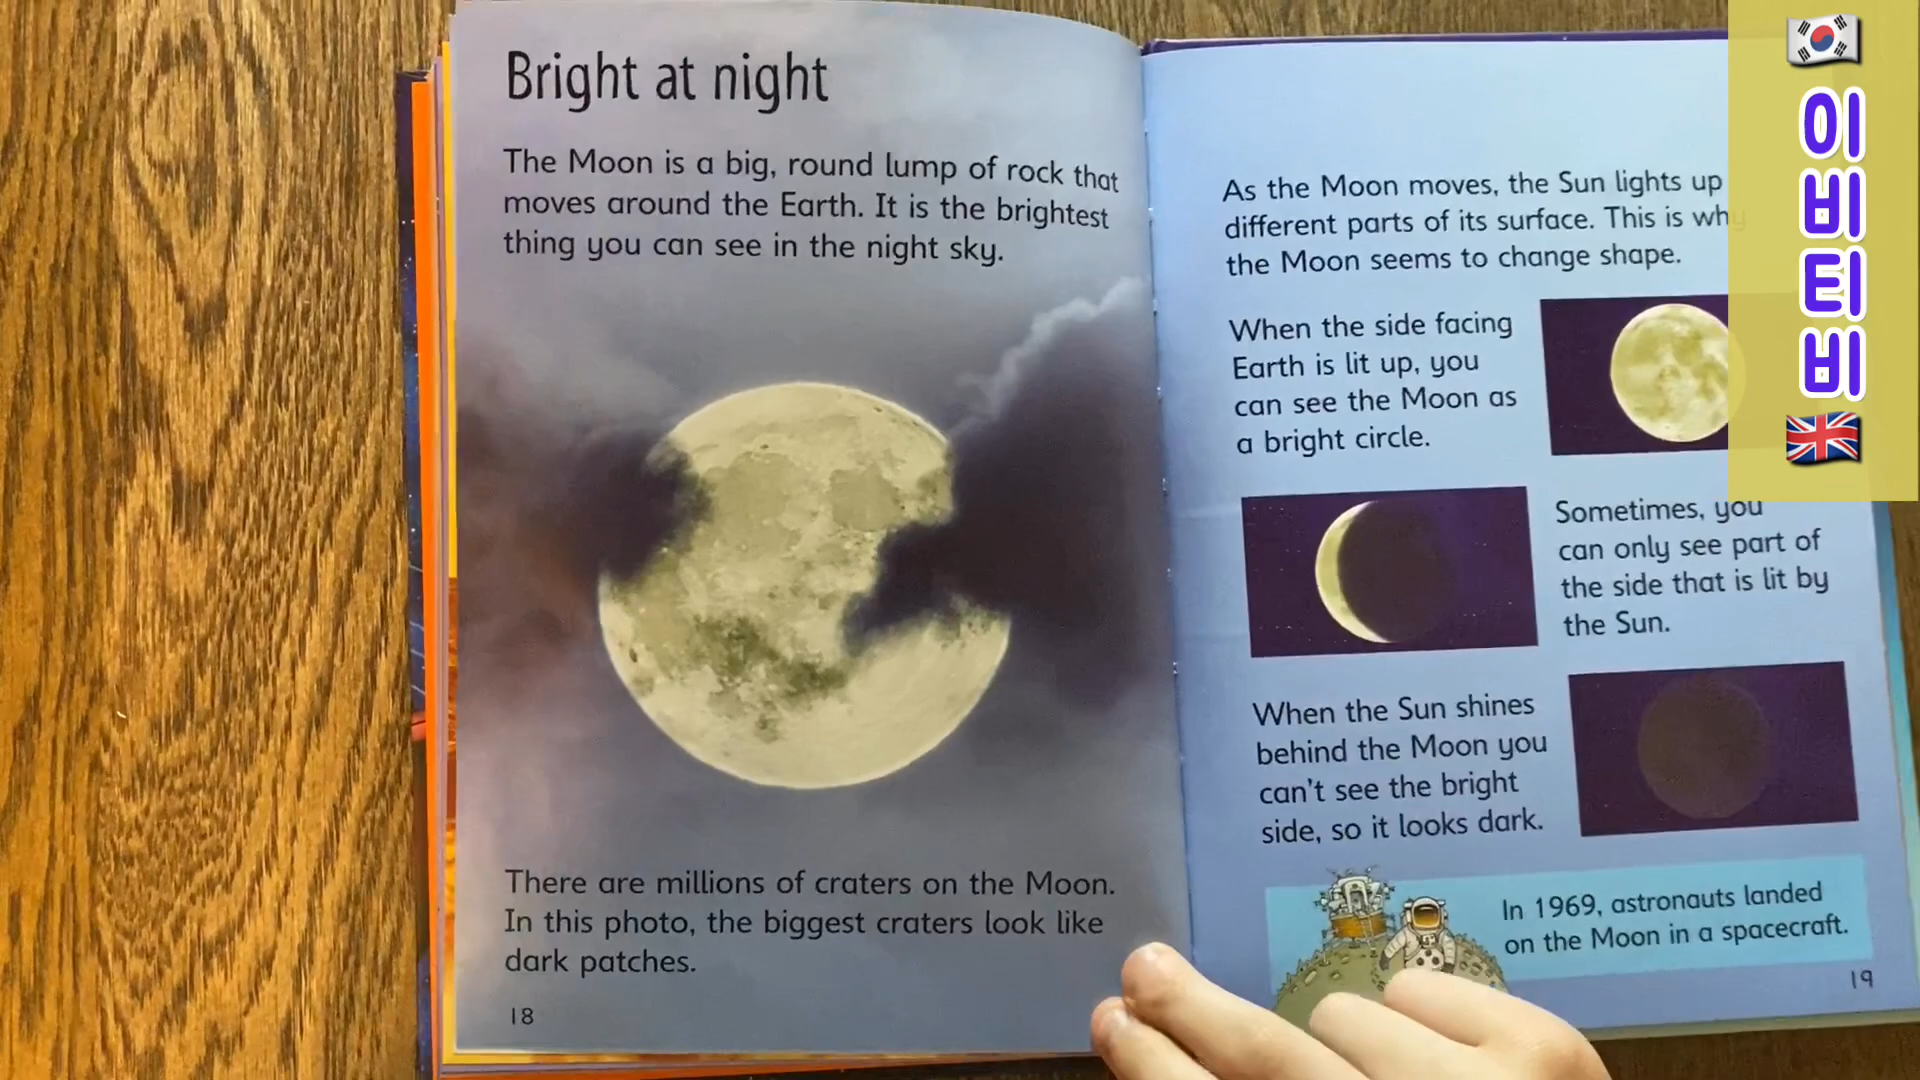 Bright at night
The Moon is a big, round lump of rock that
moves around the Earth. It is the brightest
thing you can see in the night sky.
There are millions of craters on the Moon.
In this photo, the biggest craters look like
dark patches.
18
As the Moon moves, the Sun lights up
different parts of its surface. This is why
the Moon seems to change shape.
When the side facing
Earth is lit up, you
can see the Moon as
a bright circle.
Sometimes, you
can only see part of
the side that is lit by
the Sun.
When the Sun shines
behind the Moon you
can't see the bright
side, so it looks dark.
In 1969, astronauts landed
on the Moon in a spacecraft.
19
이비티비